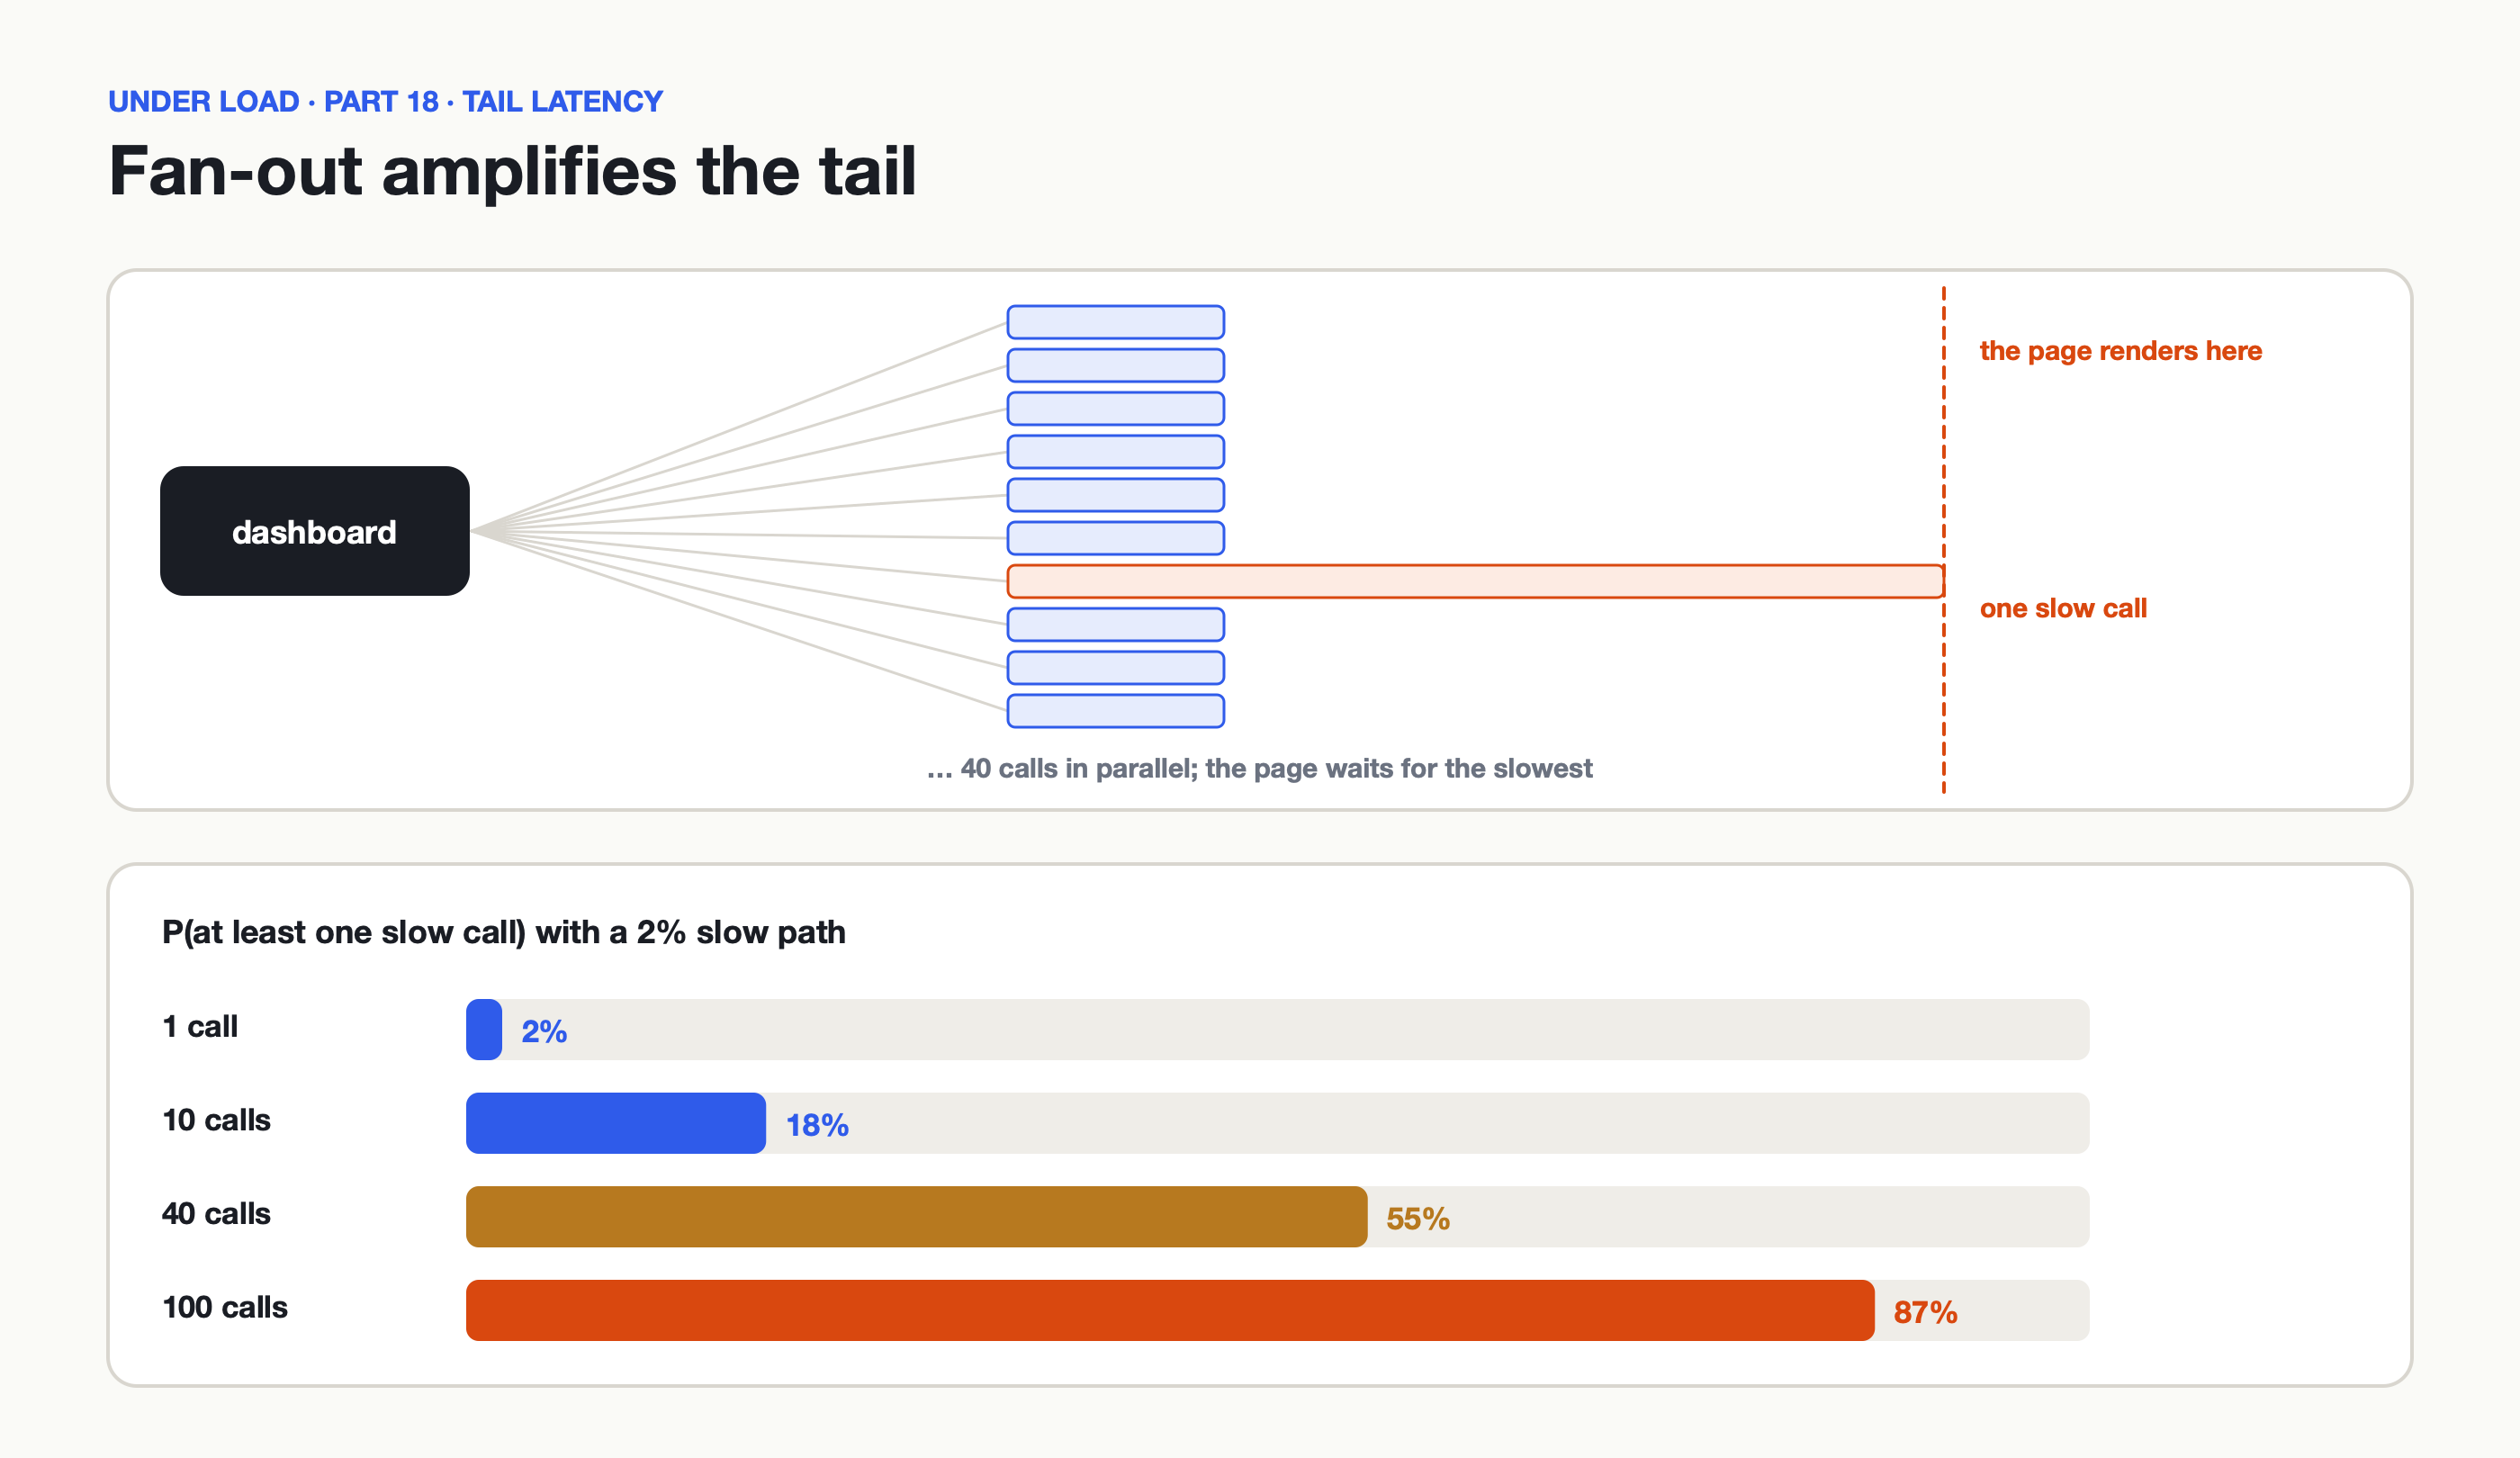 UNDER LOAD · PART 18 · TAIL LATENCY
Fan-out amplifies the tail
the page renders here
dashboard
one slow call
... 40 calls in parallel; the page waits for the slowest
P(at least one slow call) with a 2% slow path
1 call 2%
10 calls 18%
40 calls 55%
100 calls 87%